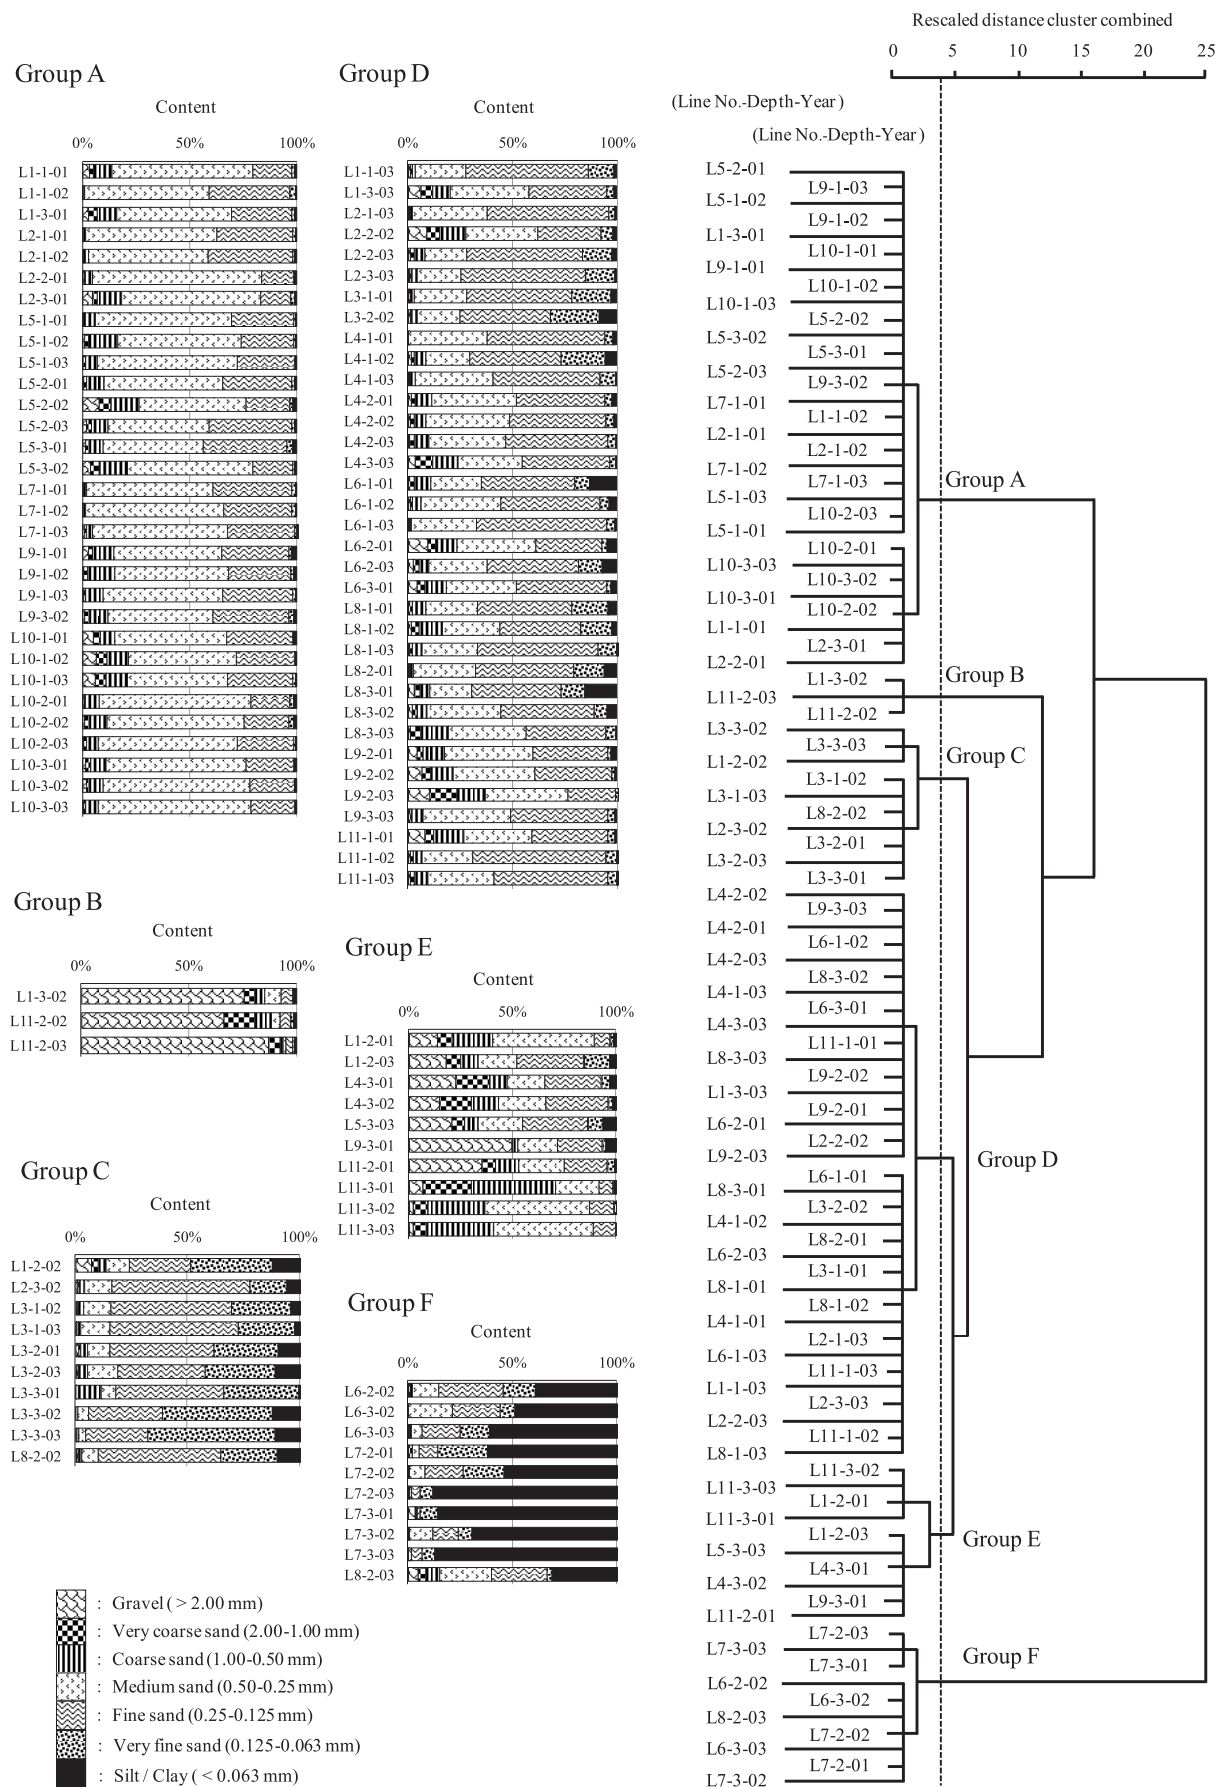 Group A
Content
0% 50% 100%
L1-1-01
L1-1-02
L1-3-01
L2-1-01
L2-1-02
L2-2-01
L2-3-01
L5-1-01
L5-1-02
L5-1-03
L5-2-01
L5-2-02
L5-2-03
L5-3-01
L5-3-02
L7-1-01
L7-1-02
L7-1-03
L9-1-01
L9-1-02
L9-1-03
L9-3-02
L10-1-01
L10-1-02
L10-1-03
L10-2-01
L10-2-02
L10-2-03
L10-3-01
L10-3-02
L10-3-03
Group B
Content
0% 50% 100%
L1-3-02
L11-2-02
L11-2-03
Group C
Content
0% 50% 100%
L1-2-02
L2-3-02
L3-1-02
L3-1-03
L3-2-01
L3-2-03
L3-3-01
L3-3-02
L3-3-03
L8-2-02
Group D
Content
0% 50% 100%
L1-1-03
L1-3-03
L2-1-03
L2-2-02
L2-2-03
L2-3-03
L3-1-01
L3-2-02
L4-1-01
L4-1-02
L4-1-03
L4-2-01
L4-2-02
L4-2-03
L4-3-03
L6-1-01
L6-1-02
L6-1-03
L6-2-01
L6-2-03
L6-3-01
L8-1-01
L8-1-02
L8-1-03
L8-2-01
L8-3-01
L8-3-02
L8-3-03
L9-2-01
L9-2-02
L9-2-03
L9-3-03
L11-1-01
L11-1-02
L11-1-03
Group E
Content
0% 50% 100%
L1-2-01
L1-2-03
L4-3-01
L4-3-02
L5-3-03
L9-3-01
L11-2-01
L11-3-01
L11-3-02
L11-3-03
Group F
Content
0% 50% 100%
L6-2-02
L6-3-02
L6-3-03
L7-2-01
L7-2-02
L7-2-03
L7-3-01
L7-3-02
L7-3-03
L8-2-03
: Gravel ( > 2.00 mm)
: Very coarse sand (2.00-1.00 mm)
: Coarse sand (1.00-0.50 mm)
: Medium sand (0.50-0.25 mm)
: Fine sand (0.25-0.125 mm)
: Very fine sand (0.125-0.063 mm)
: Silt / Clay ( < 0.063 mm)
Rescaled distance cluster combined
0 5 10 15 20 25
(Line No.-Depth-Year)
(Line No.-Depth-Year)
L5-2-01
L9-1-03
L5-1-02
L9-1-02
L1-3-01
L10-1-01
L9-1-01
L10-1-02
L10-1-03
L5-2-02
L5-3-02
L5-3-01
L5-2-03
L9-3-02
L7-1-01
L1-1-02
L2-1-01
L2-1-02
L7-1-02
L7-1-03
L5-1-03
L10-2-03
L5-1-01
L10-2-01
L10-3-03
L10-3-02
L10-3-01
L10-2-02
L1-1-01
L2-3-01
L2-2-01
L1-3-02
L11-2-03
L11-2-02
L3-3-02
L3-3-03
L1-2-02
L3-1-02
L3-1-03
L8-2-02
L2-3-02
L3-2-01
L3-2-03
L3-3-01
L4-2-02
L9-3-03
L4-2-01
L6-1-02
L4-2-03
L8-3-02
L4-1-03
L6-3-01
L4-3-03
L11-1-01
L8-3-03
L9-2-02
L1-3-03
L9-2-01
L6-2-01
L2-2-02
L9-2-03
L6-1-01
L8-3-01
L3-2-02
L4-1-02
L8-2-01
L6-2-03
L3-1-01
L8-1-01
L8-1-02
L4-1-01
L2-1-03
L6-1-03
L11-1-03
L1-1-03
L2-3-03
L2-2-03
L11-1-02
L8-1-03
L11-3-02
L11-3-03
L1-2-01
L11-3-01
L1-2-03
L5-3-03
L4-3-01
L4-3-02
L9-3-01
L11-2-01
L7-2-03
L7-3-03
L7-3-01
L6-2-02
L6-3-02
L8-2-03
L7-2-02
L6-3-03
L7-2-01
L7-3-02
Group A
Group B
Group C
Group D
Group E
Group F